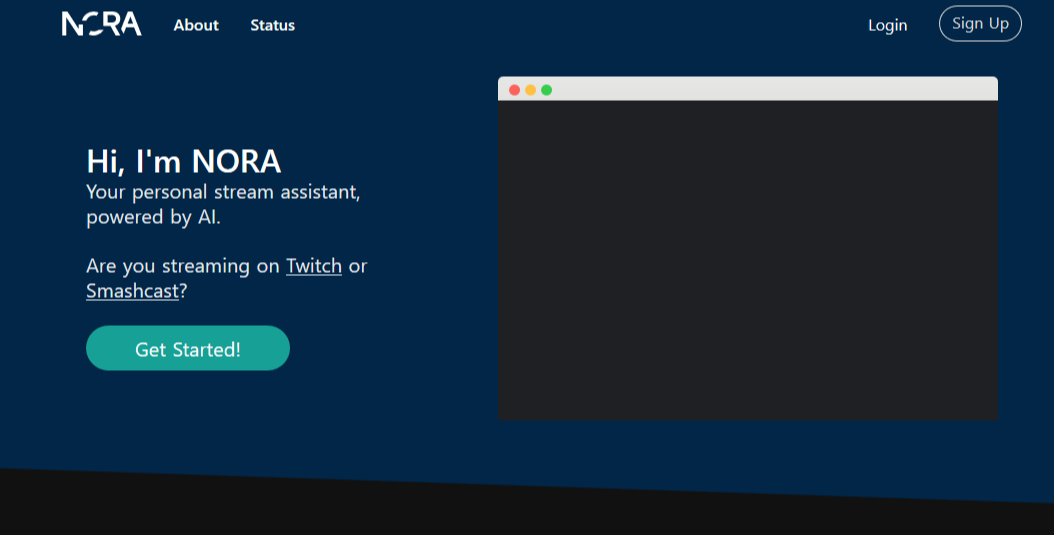 NORA
About
Status
Login
Sign Up
Hi, I'm NORA
Your personal stream assistant,
powered by AI.
Are you streaming on Twitch or
Smashcast?
Get Started!